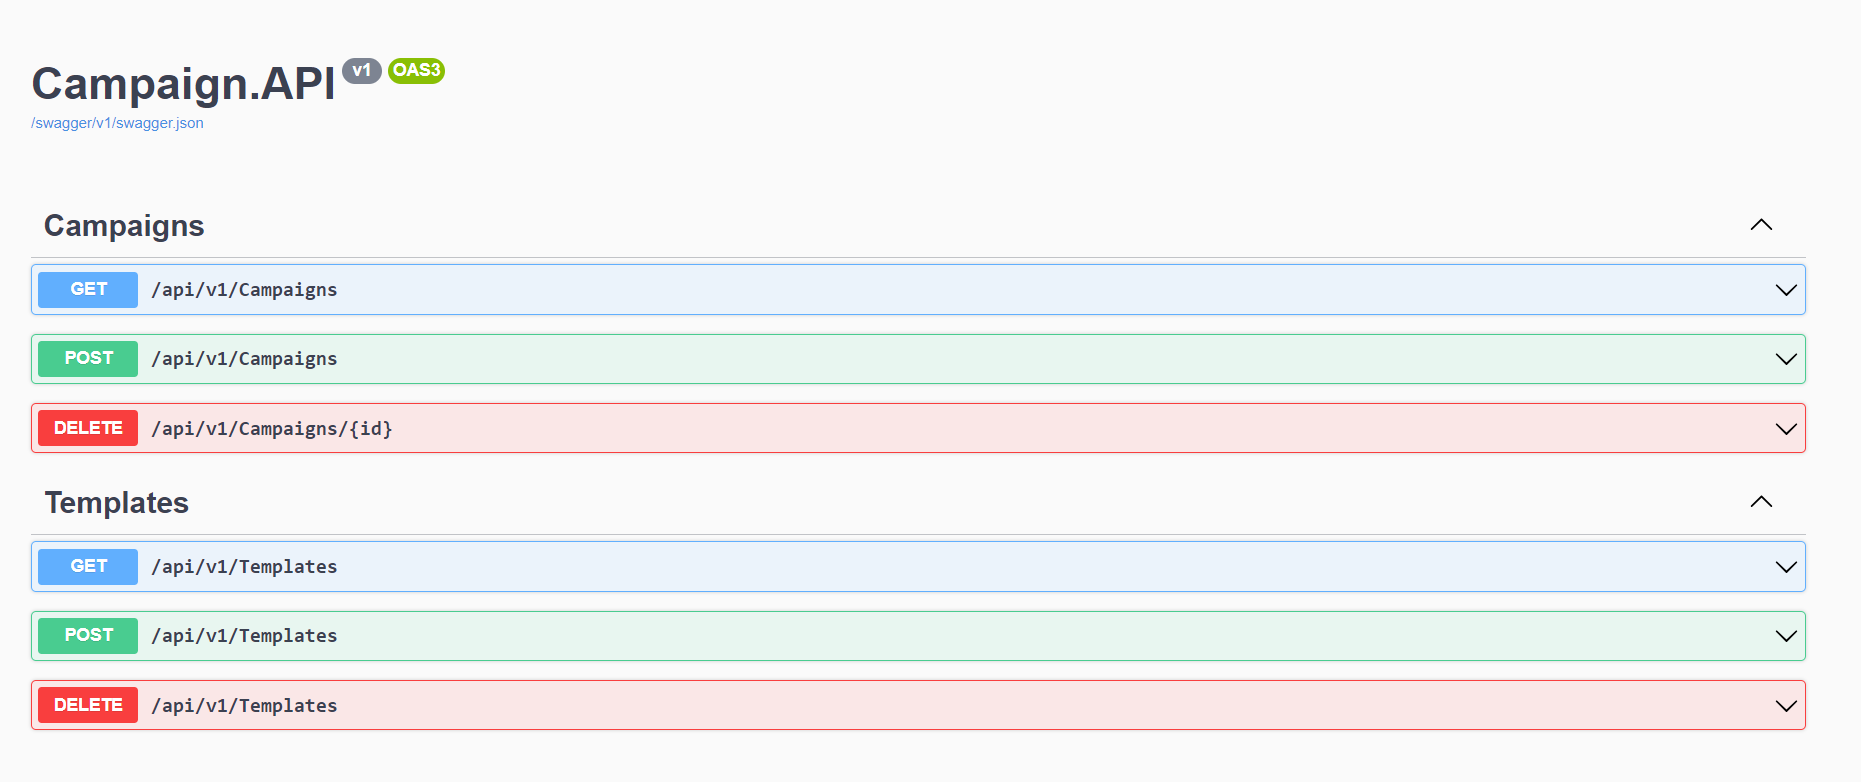 Campaign.API v1 OAS3
/swagger/v1/swagger.json
Campaigns
GET /api/v1/Campaigns
POST /api/v1/Campaigns
DELETE /api/v1/Campaigns/{id}
Templates
GET /api/v1/Templates
POST /api/v1/Templates
DELETE /api/v1/Templates